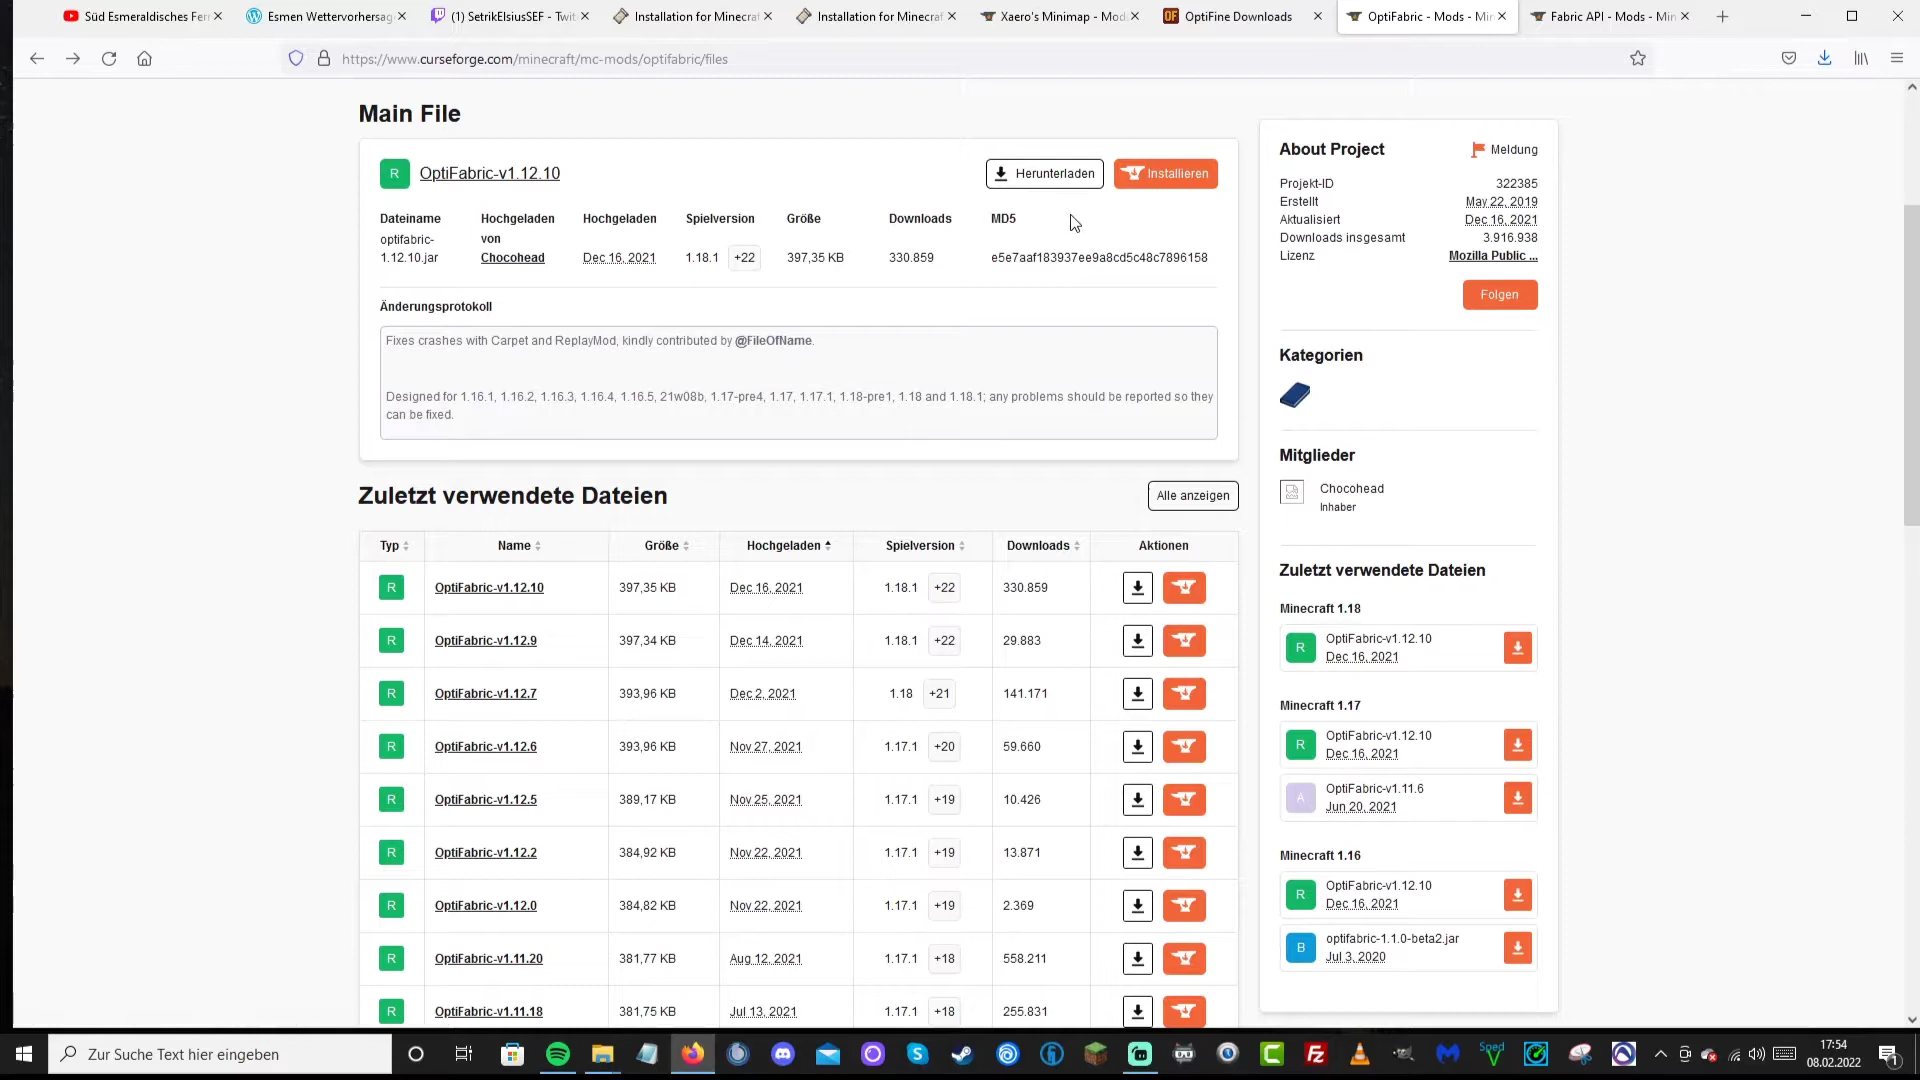 Süd Esmeraldisches Fer
Esmen Wettervorhersag
(1) SetrikElsiusSEF - Twit
Installation for Minecraf
Installation for Minecraf
Xaero's Minimap - Mod
OptiFine Downloads
OptiFabric - Mods - Min
Fabric API - Mods - Min
https://www.curseforge.com/minecraft/mc-mods/optifabric/files
Main File
R OptiFabric-v1.12.10
Herunterladen
Installieren
Dateiname
Hochgeladen von
Hochgeladen
Spielversion
Größe
Downloads
MD5
optifabric-
1.12.10.jar
Chocohead
Dec 16, 2021
1.18.1 +22
397,35 KB
330.859
e5e7aaf183937ee9a8cd5c48c7896158
Änderungsprotokoll
Fixes crashes with Carpet and ReplayMod, kindly contributed by @FileOfName.
Designed for 1.16.1, 1.16.2, 1.16.3, 1.16.4, 1.16.5, 21w08b, 1.17-pre4, 1.17, 1.17.1, 1.18-pre1, 1.18 and 1.18.1; any problems should be reported so they
can be fixed.
Zuletzt verwendete Dateien
Alle anzeigen
Typ Name Größe Hochgeladen Spielversion Downloads Aktionen
R OptiFabric-v1.12.10 397,35 KB Dec 16, 2021 1.18.1 +22 330.859
R OptiFabric-v1.12.9 397,34 KB Dec 14, 2021 1.18.1 +22 29.883
R OptiFabric-v1.12.7 393,96 KB Dec 2, 2021 1.18 +21 141.171
R OptiFabric-v1.12.6 393,96 KB Nov 27, 2021 1.17.1 +20 59.660
R OptiFabric-v1.12.5 389,17 KB Nov 25, 2021 1.17.1 +19 10.426
R OptiFabric-v1.12.2 384,92 KB Nov 22, 2021 1.17.1 +19 13.871
R OptiFabric-v1.12.0 384,82 KB Nov 22, 2021 1.17.1 +19 2.369
R OptiFabric-v1.11.20 381,77 KB Aug 12, 2021 1.17.1 +18 558.211
R OptiFabric-v1.11.18 381,75 KB Jul 13, 2021 1.17.1 +18 255.831
About Project
Meldung
Projekt-ID 322385
Erstellt May 22, 2019
Aktualisiert Dec 16, 2021
Downloads insgesamt 3.916.938
Lizenz Mozilla Public ...
Folgen
Kategorien
Mitglieder
Chocohead
Inhaber
Zuletzt verwendete Dateien
Minecraft 1.18
R OptiFabric-v1.12.10
Dec 16, 2021
Minecraft 1.17
R OptiFabric-v1.12.10
Dec 16, 2021
A OptiFabric-v1.11.6
Jun 20, 2021
Minecraft 1.16
R OptiFabric-v1.12.10
Dec 16, 2021
B optifabric-1.1.0-beta2.jar
Jul 3, 2020
Zur Suche Text hier eingeben
17:54
08.02.2022